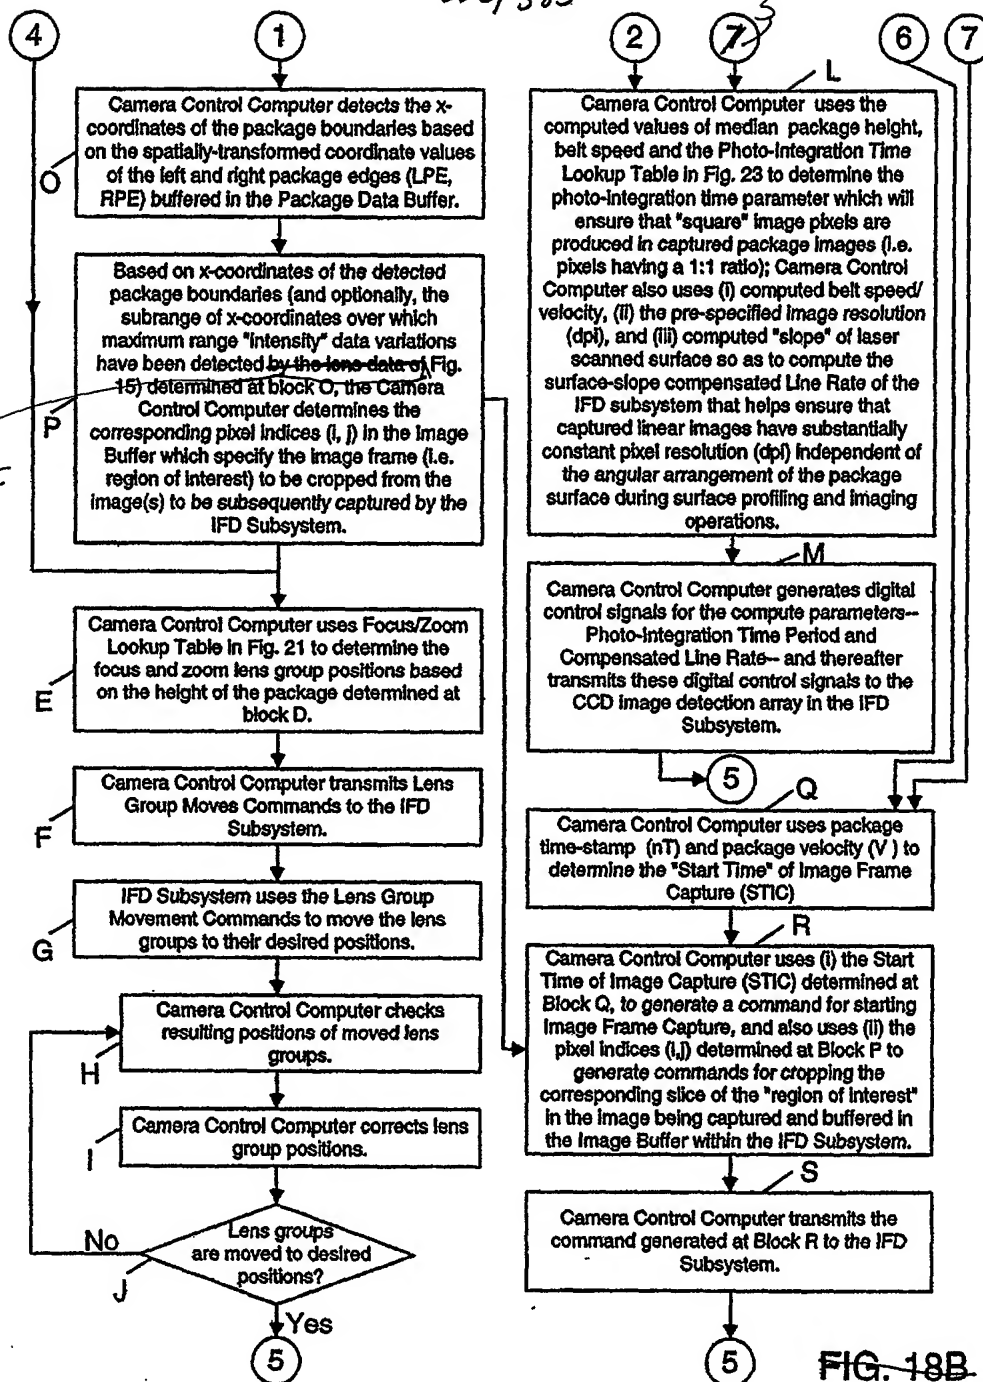 4
1
2
7
3
6
7
Camera Control Computer detects the x-
coordinates of the package boundaries based
on the spatially-transformed coordinate values
of the left and right package edges (LPE,
RPE) buffered in the Package Data Buffer.
O
Based on x-coordinates of the detected
package boundaries (and optionally, the
subrange of x-coordinates over which
maximum range "intensity" data variations
have been detected by the lens data of Fig.
15) determined at block O, the Camera
Control Computer determines the
corresponding pixel indices (i, j) in the Image
Buffer which specify the image frame (i.e.
region of interest) to be cropped from the
image(s) to be subsequently captured by the
IFD Subsystem.
P
Camera Control Computer uses Focus/Zoom
Lookup Table in Fig. 21 to determine the
focus and zoom lens group positions based
on the height of the package determined at
block D.
E
Camera Control Computer transmits Lens
Group Moves Commands to the IFD
Subsystem.
F
IFD Subsystem uses the Lens Group
Movement Commands to move the lens
groups to their desired positions.
G
Camera Control Computer checks
resulting positions of moved lens
groups.
H
Camera Control Computer corrects lens
group positions.
I
Lens groups
are moved to desired
positions?
No
J
Yes
5
L
Camera Control Computer uses the
computed values of median package height,
belt speed and the Photo-Integration Time
Lookup Table in Fig. 23 to determine the
photo-integration time parameter which will
ensure that "square" image pixels are
produced in captured package images (i.e.
pixels having a 1:1 ratio); Camera Control
Computer also uses (i) computed belt speed/
velocity, (ii) the pre-specified image resolution
(dpi), and (iii) computed "slope" of laser
scanned surface so as to compute the
surface-slope compensated Line Rate of the
IFD subsystem that helps ensure that
captured linear images have substantially
constant pixel resolution (dpi) independent of
the angular arrangement of the package
surface during surface profiling and imaging
operations.
M
Camera Control Computer generates digital
control signals for the compute parameters--
Photo-Integration Time Period and
Compensated Line Rate-- and thereafter
transmits these digital control signals to the
CCD image detection array in the IFD
Subsystem.
5
Q
Camera Control Computer uses package
time-stamp (nT) and package velocity (V ) to
determine the "Start Time" of Image Frame
Capture (STIC)
R
Camera Control Computer uses (i) the Start
Time of Image Capture (STIC) determined at
Block Q, to generate a command for starting
Image Frame Capture, and also uses (ii) the
pixel indices (i,j) determined at Block P to
generate commands for cropping the
corresponding slice of the "region of interest"
in the image being captured and buffered in
the Image Buffer within the IFD Subsystem.
S
Camera Control Computer transmits the
command generated at Block R to the IFD
Subsystem.
5
FIG. 18B